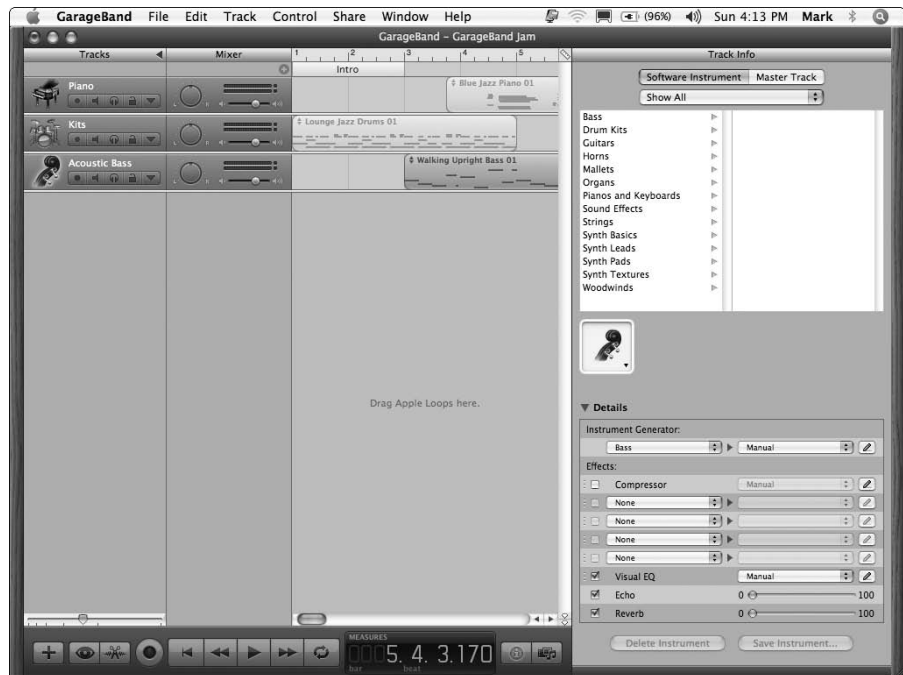 GarageBand File Edit Track Control Share Window Help (96%) Sun 4:13 PM Mark
GarageBand – GarageBand Jam
Tracks Mixer 1 2 3 4 5 Track Info
Intro
Piano
Blue Jazz Piano 01
Kits
Lounge Jazz Drums 01
Acoustic Bass
Walking Upright Bass 01
L R
L R
L R
Drag Apple Loops here.
Software Instrument Master Track
Show All
Bass
Drum Kits
Guitars
Horns
Mallets
Organs
Pianos and Keyboards
Sound Effects
Strings
Synth Basics
Synth Leads
Synth Pads
Synth Textures
Woodwinds
Details
Instrument Generator:
Bass Manual
Effects:
Compressor Manual
None
None
None
None
Visual EQ Manual
Echo 0 100
Reverb 0 100
Delete Instrument Save Instrument...
MEASURES
0005. 4. 3.170
bar beat